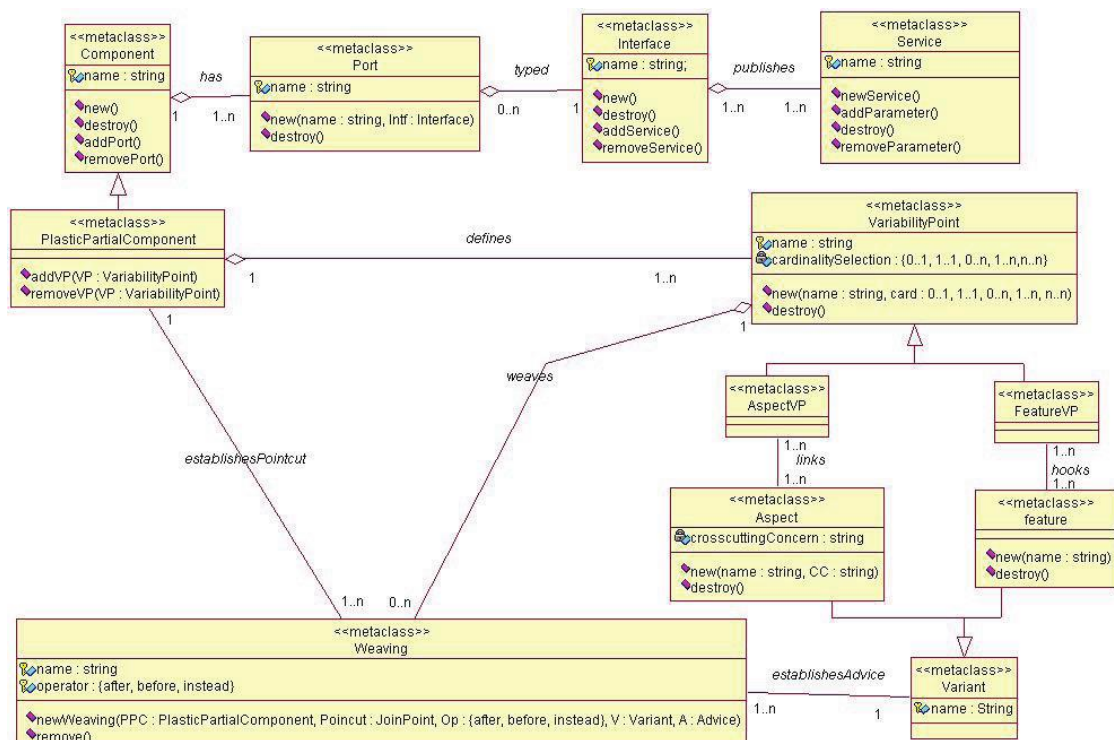 <<metaclass>>
Component
name : string
new()
destroy()
addPort()
removePort()
has
1
1..n
<<metaclass>>
Port
name : string
new(name : string, Intf : Interface)
destroy()
typed
0..n
1
<<metaclass>>
Interface
name : string;
new()
destroy()
addService()
removeService()
publishes
1..n
1..n
<<metaclass>>
Service
name : string
newService()
addParameter()
destroy()
removeParameter()
<<metaclass>>
PlasticPartialComponent
addVP(VP : VariabilityPoint)
removeVP(VP : VariabilityPoint)
defines
1
1..n
<<metaclass>>
VariabilityPoint
name : string
cardinalitySelection : {0..1, 1..1, 0..n, 1..n,n..n}
new(name : string, card : 0..1, 1..1, 0..n, 1..n, n..n)
destroy()
1
1
weaves
establishesPointcut
<<metaclass>>
AspectVP
<<metaclass>>
FeatureVP
1..n
links
1..n
1..n
hooks
1..n
<<metaclass>>
Aspect
crosscuttingConcern : string
new(name : string, CC : string)
destroy()
<<metaclass>>
feature
new(name : string)
destroy()
1..n
0..n
<<metaclass>>
Weaving
name : string
operator : {after, before, instead}
newWeaving(PPC : PlasticPartialComponent, Poincut : JoinPoint, Op : {after, before, instead}, V : Variant, A : Advice)
remove()
establishesAdvice
1..n
1
<<metaclass>>
Variant
name : String